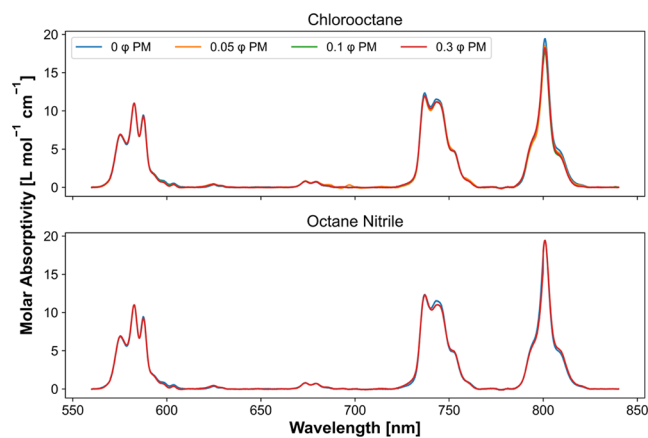 Chlorooctane
0 φ PM 0.05 φ PM 0.1 φ PM 0.3 φ PM
20
15
10
5
0
Octane Nitrile
20
15
10
5
0
550 600 650 700 750 800
Wavelength [nm]
Molar Absorptivity [L mol⁻¹ cm⁻¹]